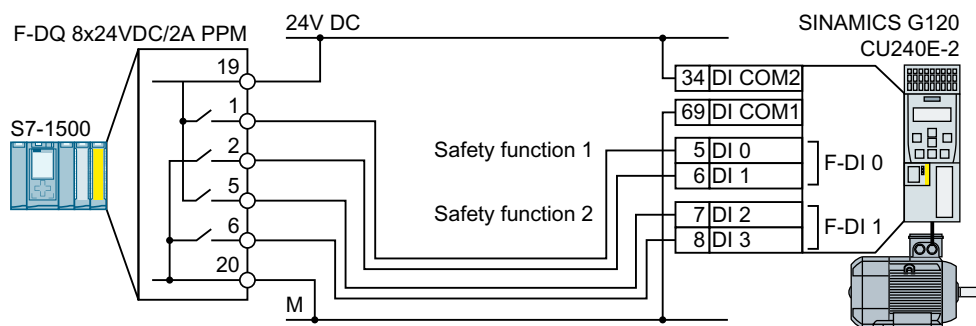 F-DQ 8x24VDC/2A PPM
24V DC
SINAMICS G120
CU240E-2
S7-1500
19
1
2
5
6
20
Safety function 1
Safety function 2
34 DI COM2
69 DI COM1
5 DI 0
6 DI 1
F-DI 0
7 DI 2
8 DI 3
F-DI 1
M